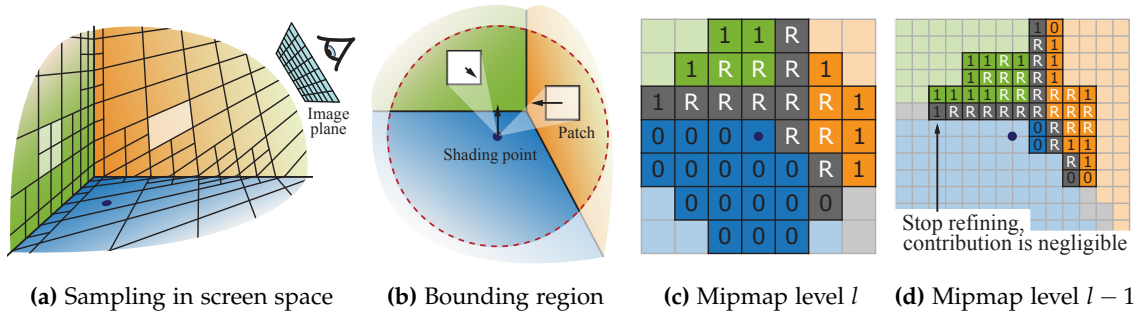 Image
plane
(a) Sampling in screen space
Patch
Shading point
(b) Bounding region
1 1 R
1 R R R 1
1 R R R R R 1
0 0 0 R R 1
0 0 0 0 0 R 1
0 0 0 0 0
0 0 0
(c) Mipmap level l
1 0
R 1
1 1 R 1 R 1
1 R R R R 1
1 1 1 1 R R R R R 1
1 R R R R R R R R R
0 R R 1
0 R 1 1
R 1
0 0
Stop refining,
contribution is negligible
(d) Mipmap level l − 1